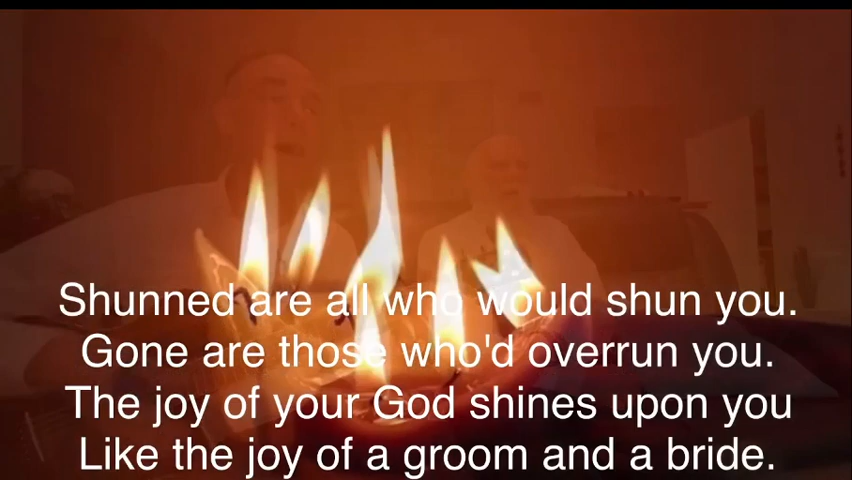 Shunned are all who would shun you.
Gone are those who'd overrun you.
The joy of your God shines upon you
Like the joy of a groom and a bride.